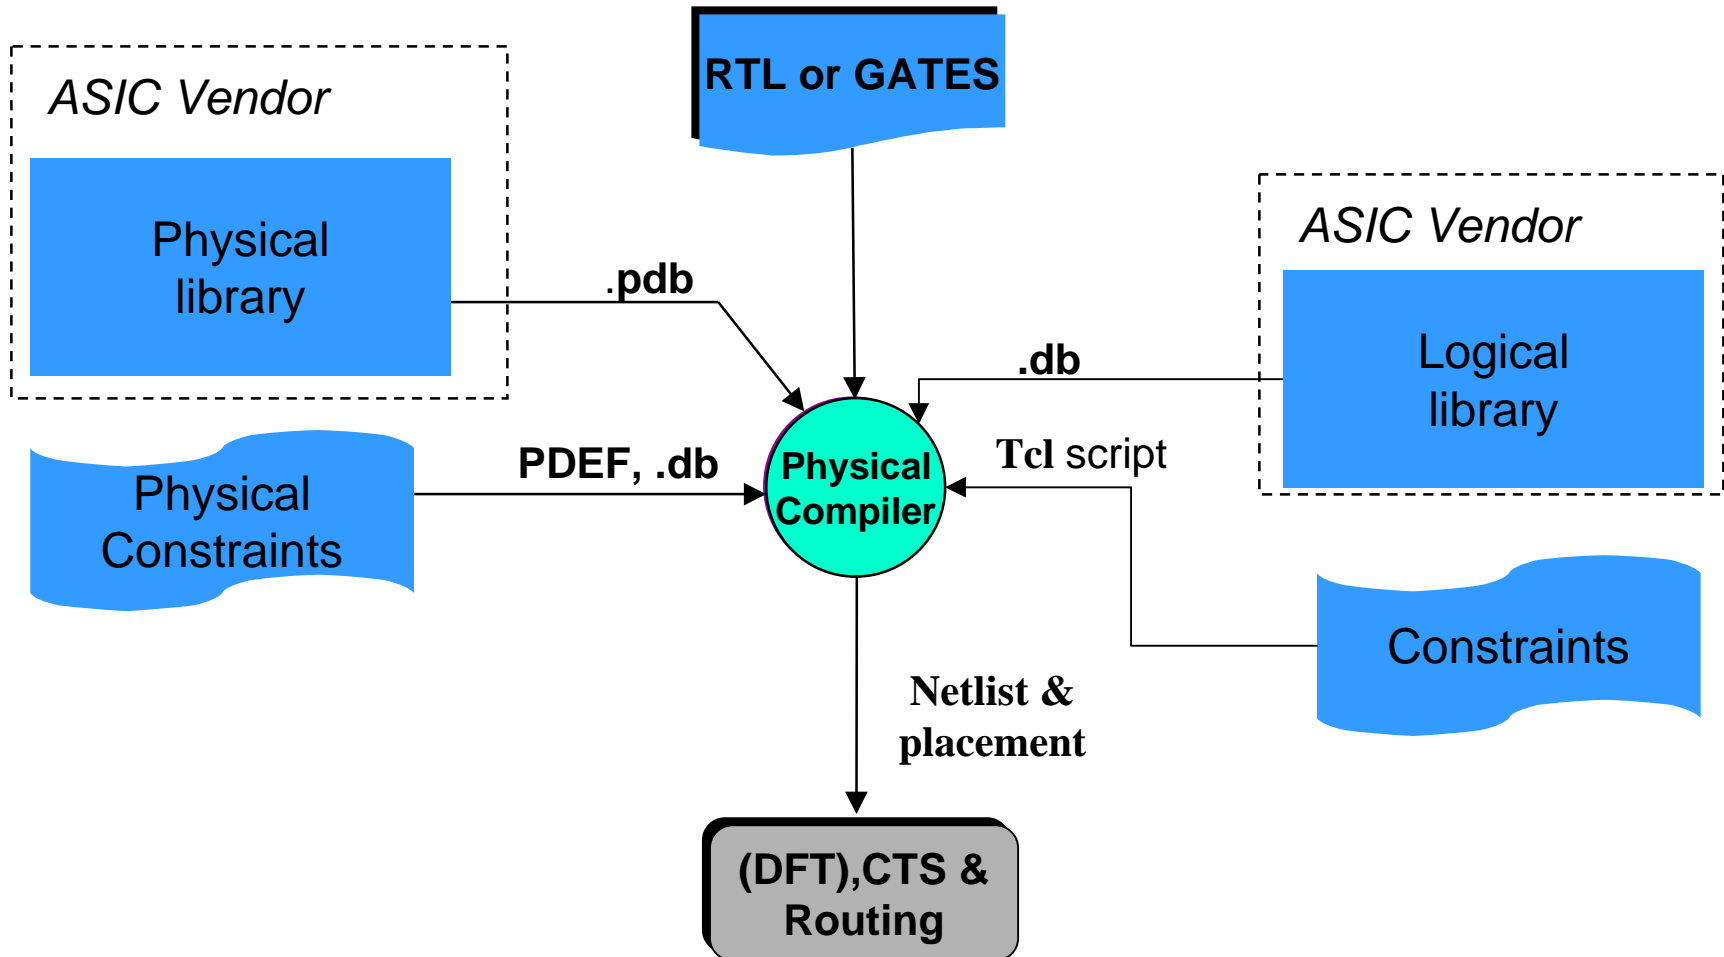 RTL or GATES
ASIC Vendor
Physical
library
.pdb
ASIC Vendor
Logical
library
.db
Physical
Constraints
PDEF, .db
Physical
Compiler
Tcl script
Constraints
Netlist &
placement
(DFT),CTS &
Routing